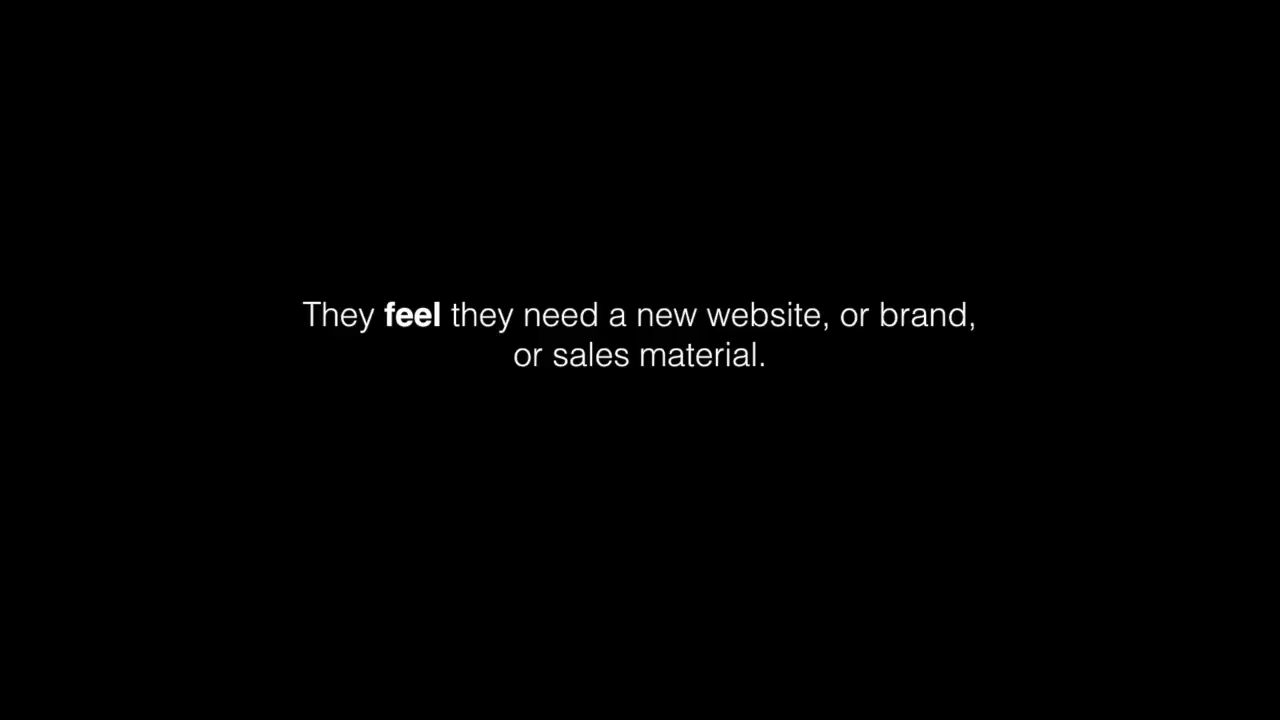 They feel they need a new website, or brand,
or sales material.